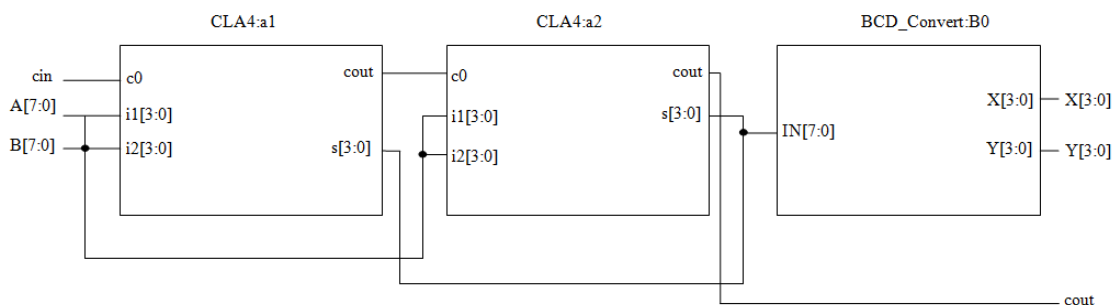 CLA4:a1
CLA4:a2
BCD_Convert:B0
cin
c0
cout
c0
cout
A[7:0]
i1[3:0]
i1[3:0]
s[3:0]
X[3:0]
X[3:0]
B[7:0]
i2[3:0]
s[3:0]
i2[3:0]
IN[7:0]
Y[3:0]
Y[3:0]
cout